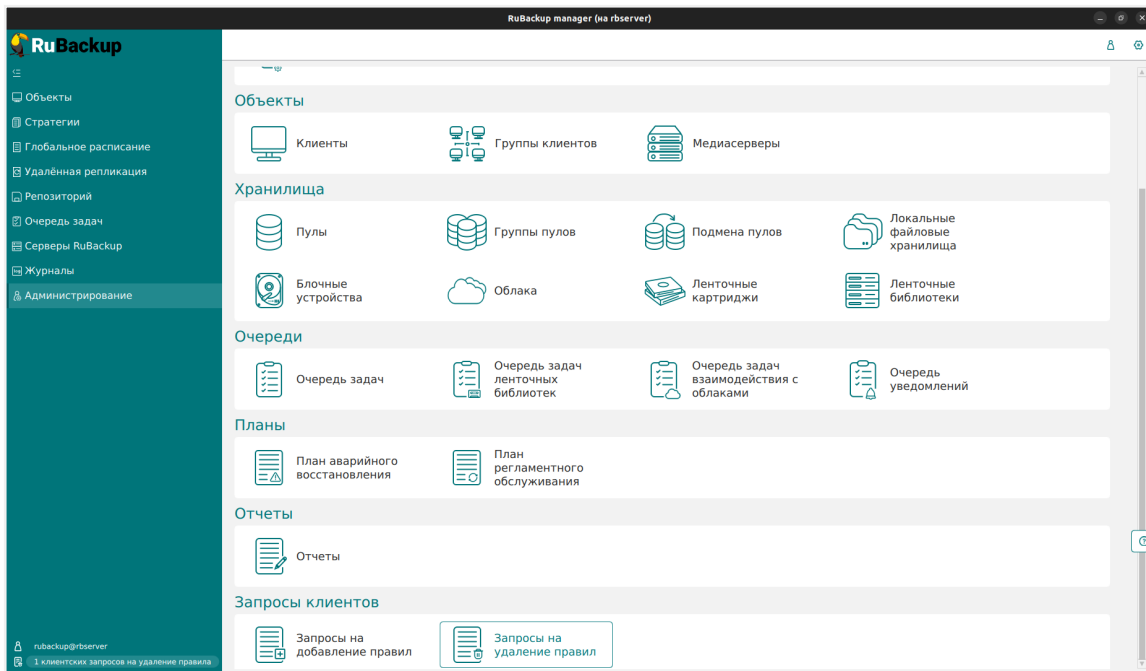 RuBackup manager (на rbserver)
RuBackup
Объекты
Стратегии
Глобальное расписание
Удалённая репликация
Репозиторий
Очередь задач
Серверы RuBackup
Журналы
Администрирование
rubackup@rbserver
1 клиентских запросов на удаление правила
Объекты
Клиенты
Группы клиентов
Медиасерверы
Хранилища
Пулы
Группы пулов
Подмена пулов
Локальные
файловые
хранилища
Блочные
устройства
Облака
Ленточные
картриджи
Ленточные
библиотеки
Очереди
Очередь задач
Очередь задач
ленточных
библиотек
Очередь задач
взаимодействия с
облаками
Очередь
уведомлений
Планы
План аварийного
восстановления
План
регламентного
обслуживания
Отчеты
Отчеты
Запросы клиентов
Запросы на
добавление правил
Запросы на
удаление правил